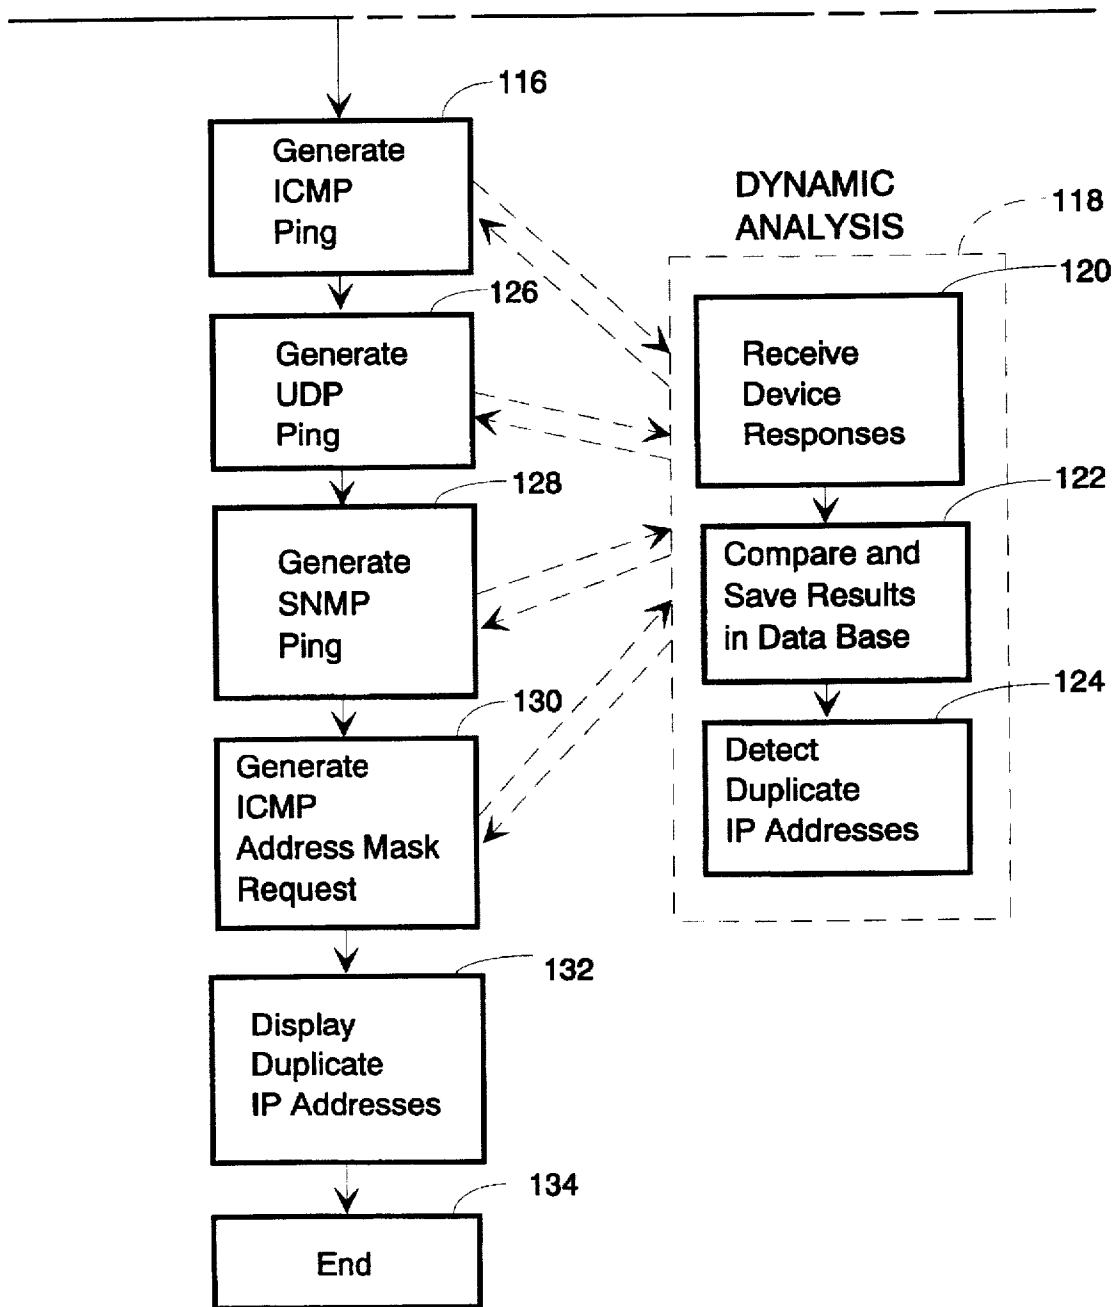 116
Generate
ICMP
Ping
126
Generate
UDP
Ping
128
Generate
SNMP
Ping
130
Generate
ICMP
Address Mask
Request
132
Display
Duplicate
IP Addresses
134
End
DYNAMIC
ANALYSIS
118
120
Receive
Device
Responses
122
Compare and
Save Results
in Data Base
124
Detect
Duplicate
IP Addresses